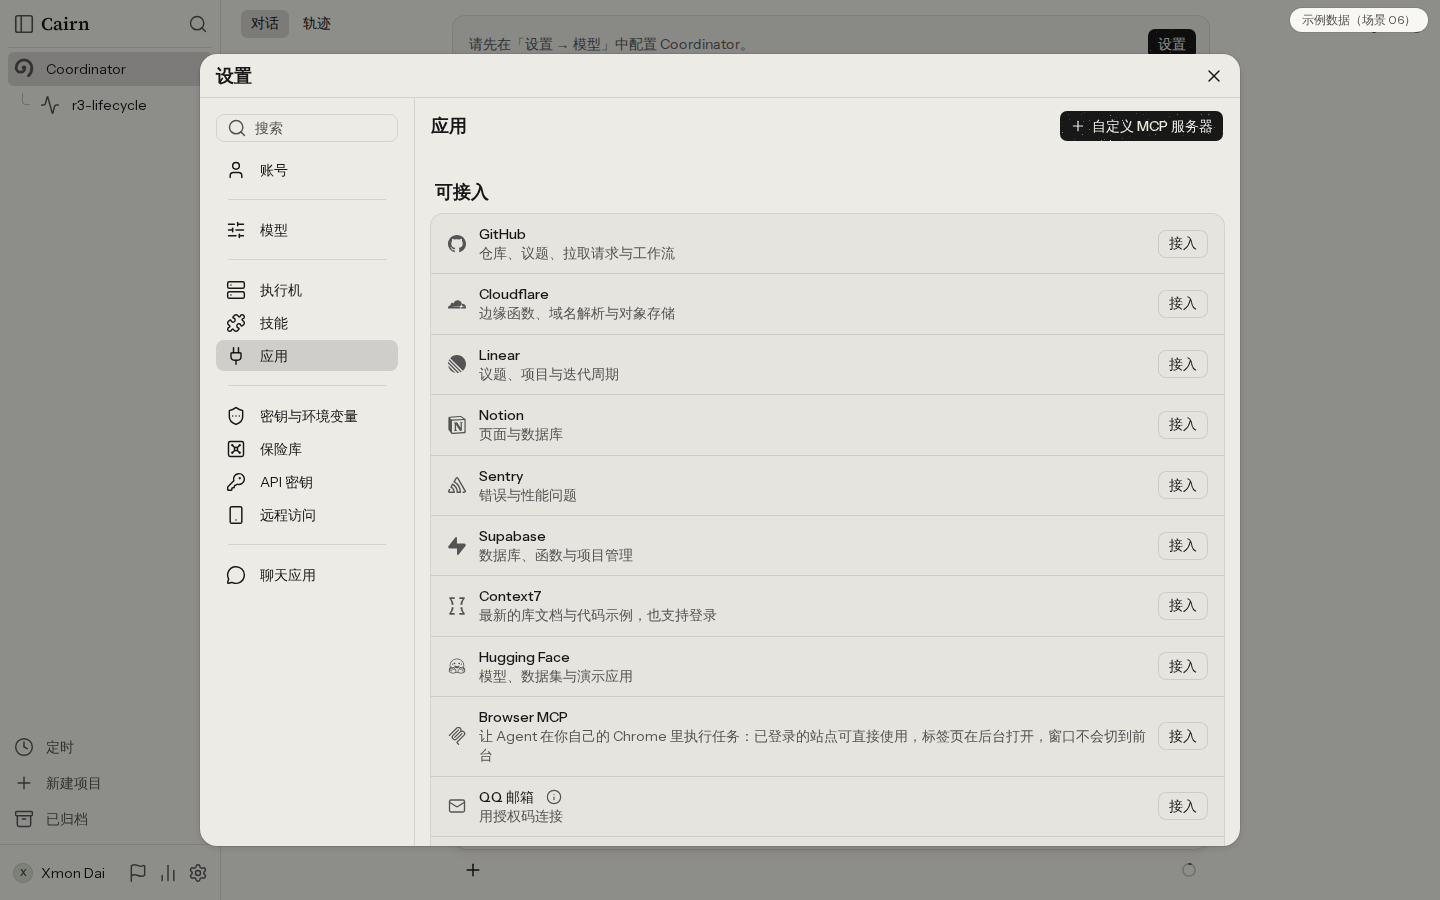 Cairn
对话
轨迹
示例数据（场景 06）
请先在「设置 → 模型」中配置 Coordinator。
设置
Coordinator
r3-lifecycle
设置
搜索
账号
模型
执行机
技能
应用
密钥与环境变量
保险库
API 密钥
远程访问
聊天应用
应用
自定义 MCP 服务器
可接入
GitHub
仓库、议题、拉取请求与工作流
接入
Cloudflare
边缘函数、域名解析与对象存储
接入
Linear
议题、项目与迭代周期
接入
Notion
页面与数据库
接入
Sentry
错误与性能问题
接入
Supabase
数据库、函数与项目管理
接入
Context7
最新的库文档与代码示例，也支持登录
接入
Hugging Face
模型、数据集与演示应用
接入
Browser MCP
让 Agent 在你自己的 Chrome 里执行任务：已登录的站点可直接使用，标签页在后台打开，窗口不会切到前
台
接入
QQ 邮箱
用授权码连接
接入
定时
新建项目
已归档
X
Xmon Dai